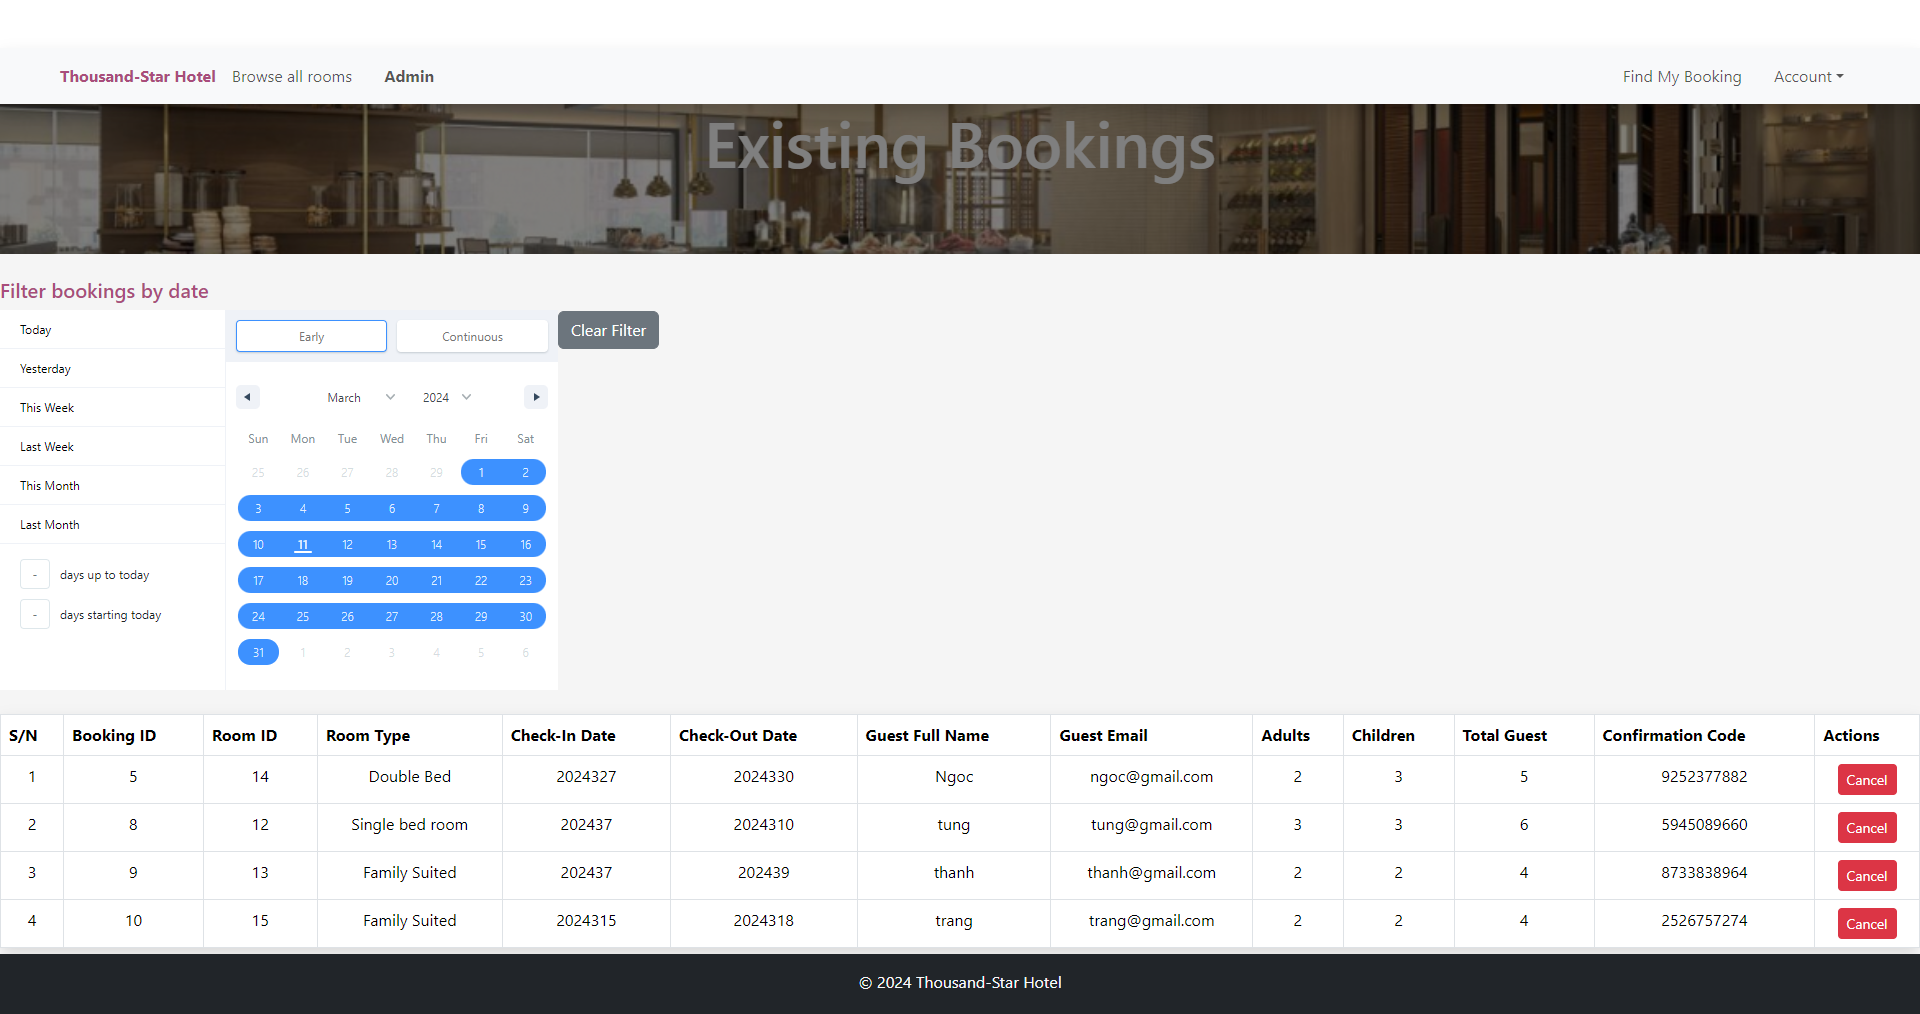 Thousand-Star Hotel Browse all rooms Admin Find My Booking Account
Existing Bookings
Filter bookings by date
Today
Yesterday
This Week
Last Week
This Month
Last Month
- days up to today
- days starting today
Early Continuous
Clear Filter
March 2024
Sun Mon Tue Wed Thu Fri Sat
25 26 27 28 29 1 2
3 4 5 6 7 8 9
10 11 12 13 14 15 16
17 18 19 20 21 22 23
24 25 26 27 28 29 30
31 1 2 3 4 5 6
S/N Booking ID Room ID Room Type Check-In Date Check-Out Date Guest Full Name Guest Email Adults Children Total Guest Confirmation Code Actions
1 5 14 Double Bed 2024327 2024330 Ngoc ngoc@gmail.com 2 3 5 9252377882 Cancel
2 8 12 Single bed room 202437 2024310 tung tung@gmail.com 3 3 6 5945089660 Cancel
3 9 13 Family Suited 202437 202439 thanh thanh@gmail.com 2 2 4 8733838964 Cancel
4 10 15 Family Suited 2024315 2024318 trang trang@gmail.com 2 2 4 2526757274 Cancel
© 2024 Thousand-Star Hotel